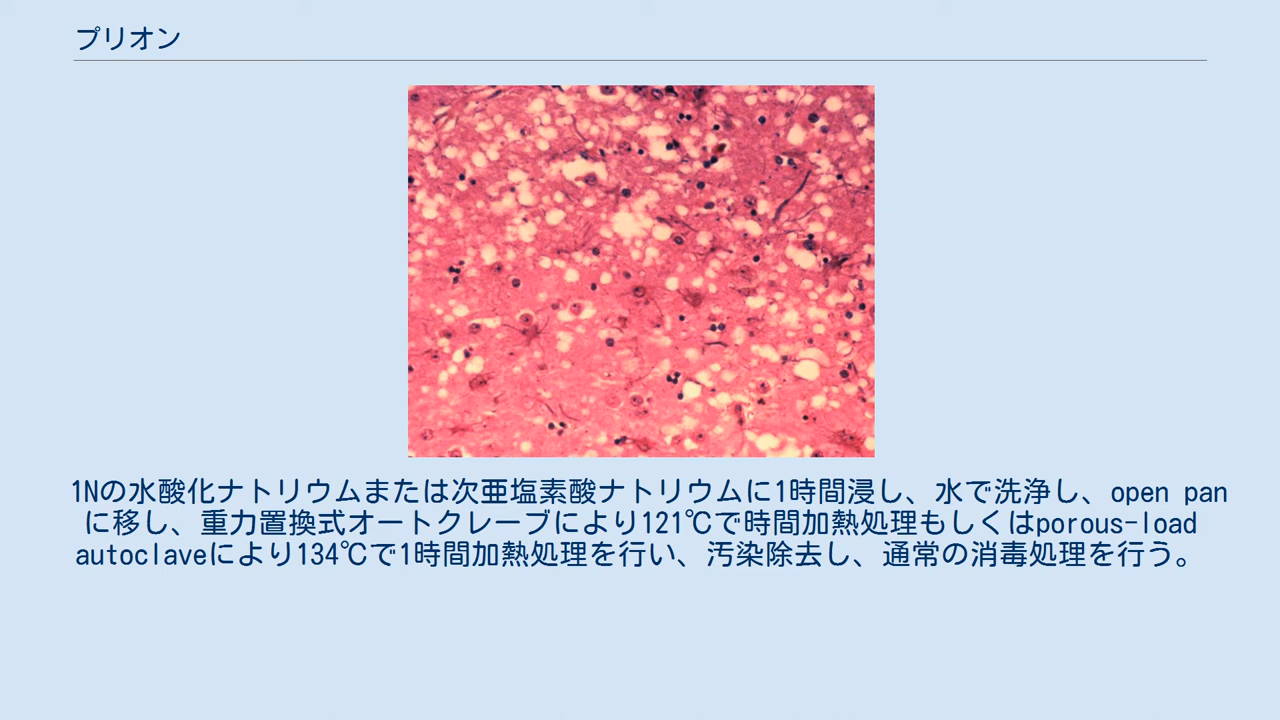 プリオン
1Nの水酸化ナトリウムまたは次亜塩素酸ナトリウムに1時間浸し、水で洗浄し、open pan
に移し、重力置換式オートクレーブにより121℃で時間加熱処理もしくはporous-load
autoclaveにより134℃で1時間加熱処理を行い、汚染除去し、通常の消毒処理を行う。